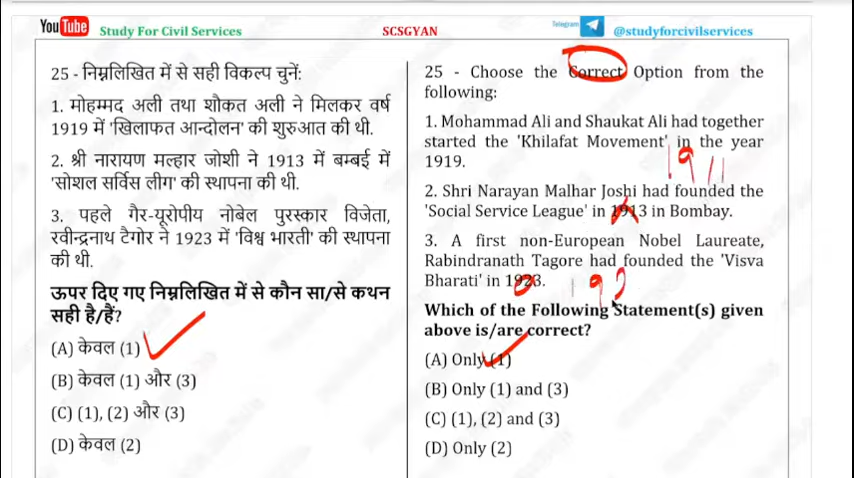 YouTube Study For Civil Services
SCSGYAN
Telegram
@studyforcivilservices
25 - निम्नलिखित में से सही विकल्प चुनें:
1. मोहम्मद अली तथा शौकत अली ने मिलकर वर्ष
1919 में 'खिलाफत आन्दोलन' की शुरुआत की थी.
2. श्री नारायण मल्हार जोशी ने 1913 में बम्बई में
'सोशल सर्विस लीग' की स्थापना की थी.
3. पहले गैर-यूरोपीय नोबेल पुरस्कार विजेता,
रवीन्द्रनाथ टैगोर ने 1923 में 'विश्व भारती' की स्थापना
की थी.
ऊपर दिए गए निम्नलिखित में से कौन सा/से कथन
सही है/हैं?
(A) केवल (1)
(B) केवल (1) और (3)
(C) (1), (2) और (3)
(D) केवल (2)
25 - Choose the Correct Option from the
following:
1. Mohammad Ali and Shaukat Ali had together
started the 'Khilafat Movement' in the year
1919.
1911
2. Shri Narayan Malhar Joshi had founded the
'Social Service League' in 1913 in Bombay.
3. A first non-European Nobel Laureate,
Rabindranath Tagore had founded the 'Visva
Bharati' in 1923.
Which of the Following Statement(s) given
above is/are correct?
(A) Only (1)
(B) Only (1) and (3)
(C) (1), (2) and (3)
(D) Only (2)